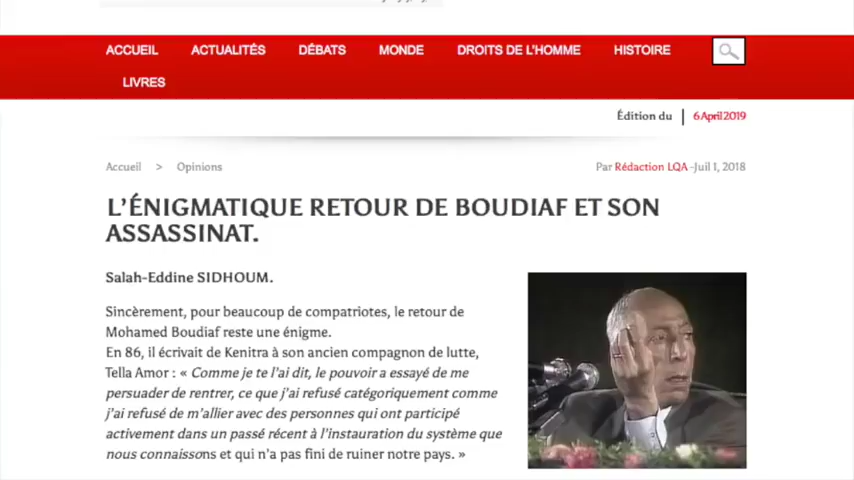 ACCUEIL ACTUALITÉS DÉBATS MONDE DROITS DE L'HOMME HISTOIRE
LIVRES
Édition du | 6 April 2019
Accueil > Opinions
Par Rédaction LQA -Juil 1, 2018
L'ÉNIGMATIQUE RETOUR DE BOUDIAF ET SON
ASSASSINAT.
Salah-Eddine SIDHOUM.
Sincèrement, pour beaucoup de compatriotes, le retour de
Mohamed Boudiaf reste une énigme.
En 86, il écrivait de Kenitra à son ancien compagnon de lutte,
Tella Amor : « Comme je te l'ai dit, le pouvoir a essayé de me
persuader de rentrer, ce que j'ai refusé catégoriquement comme
j'ai refusé de m'allier avec des personnes qui ont participé
activement dans un passé récent à l'instauration du système que
nous connaissons et qui n'a pas fini de ruiner notre pays. »